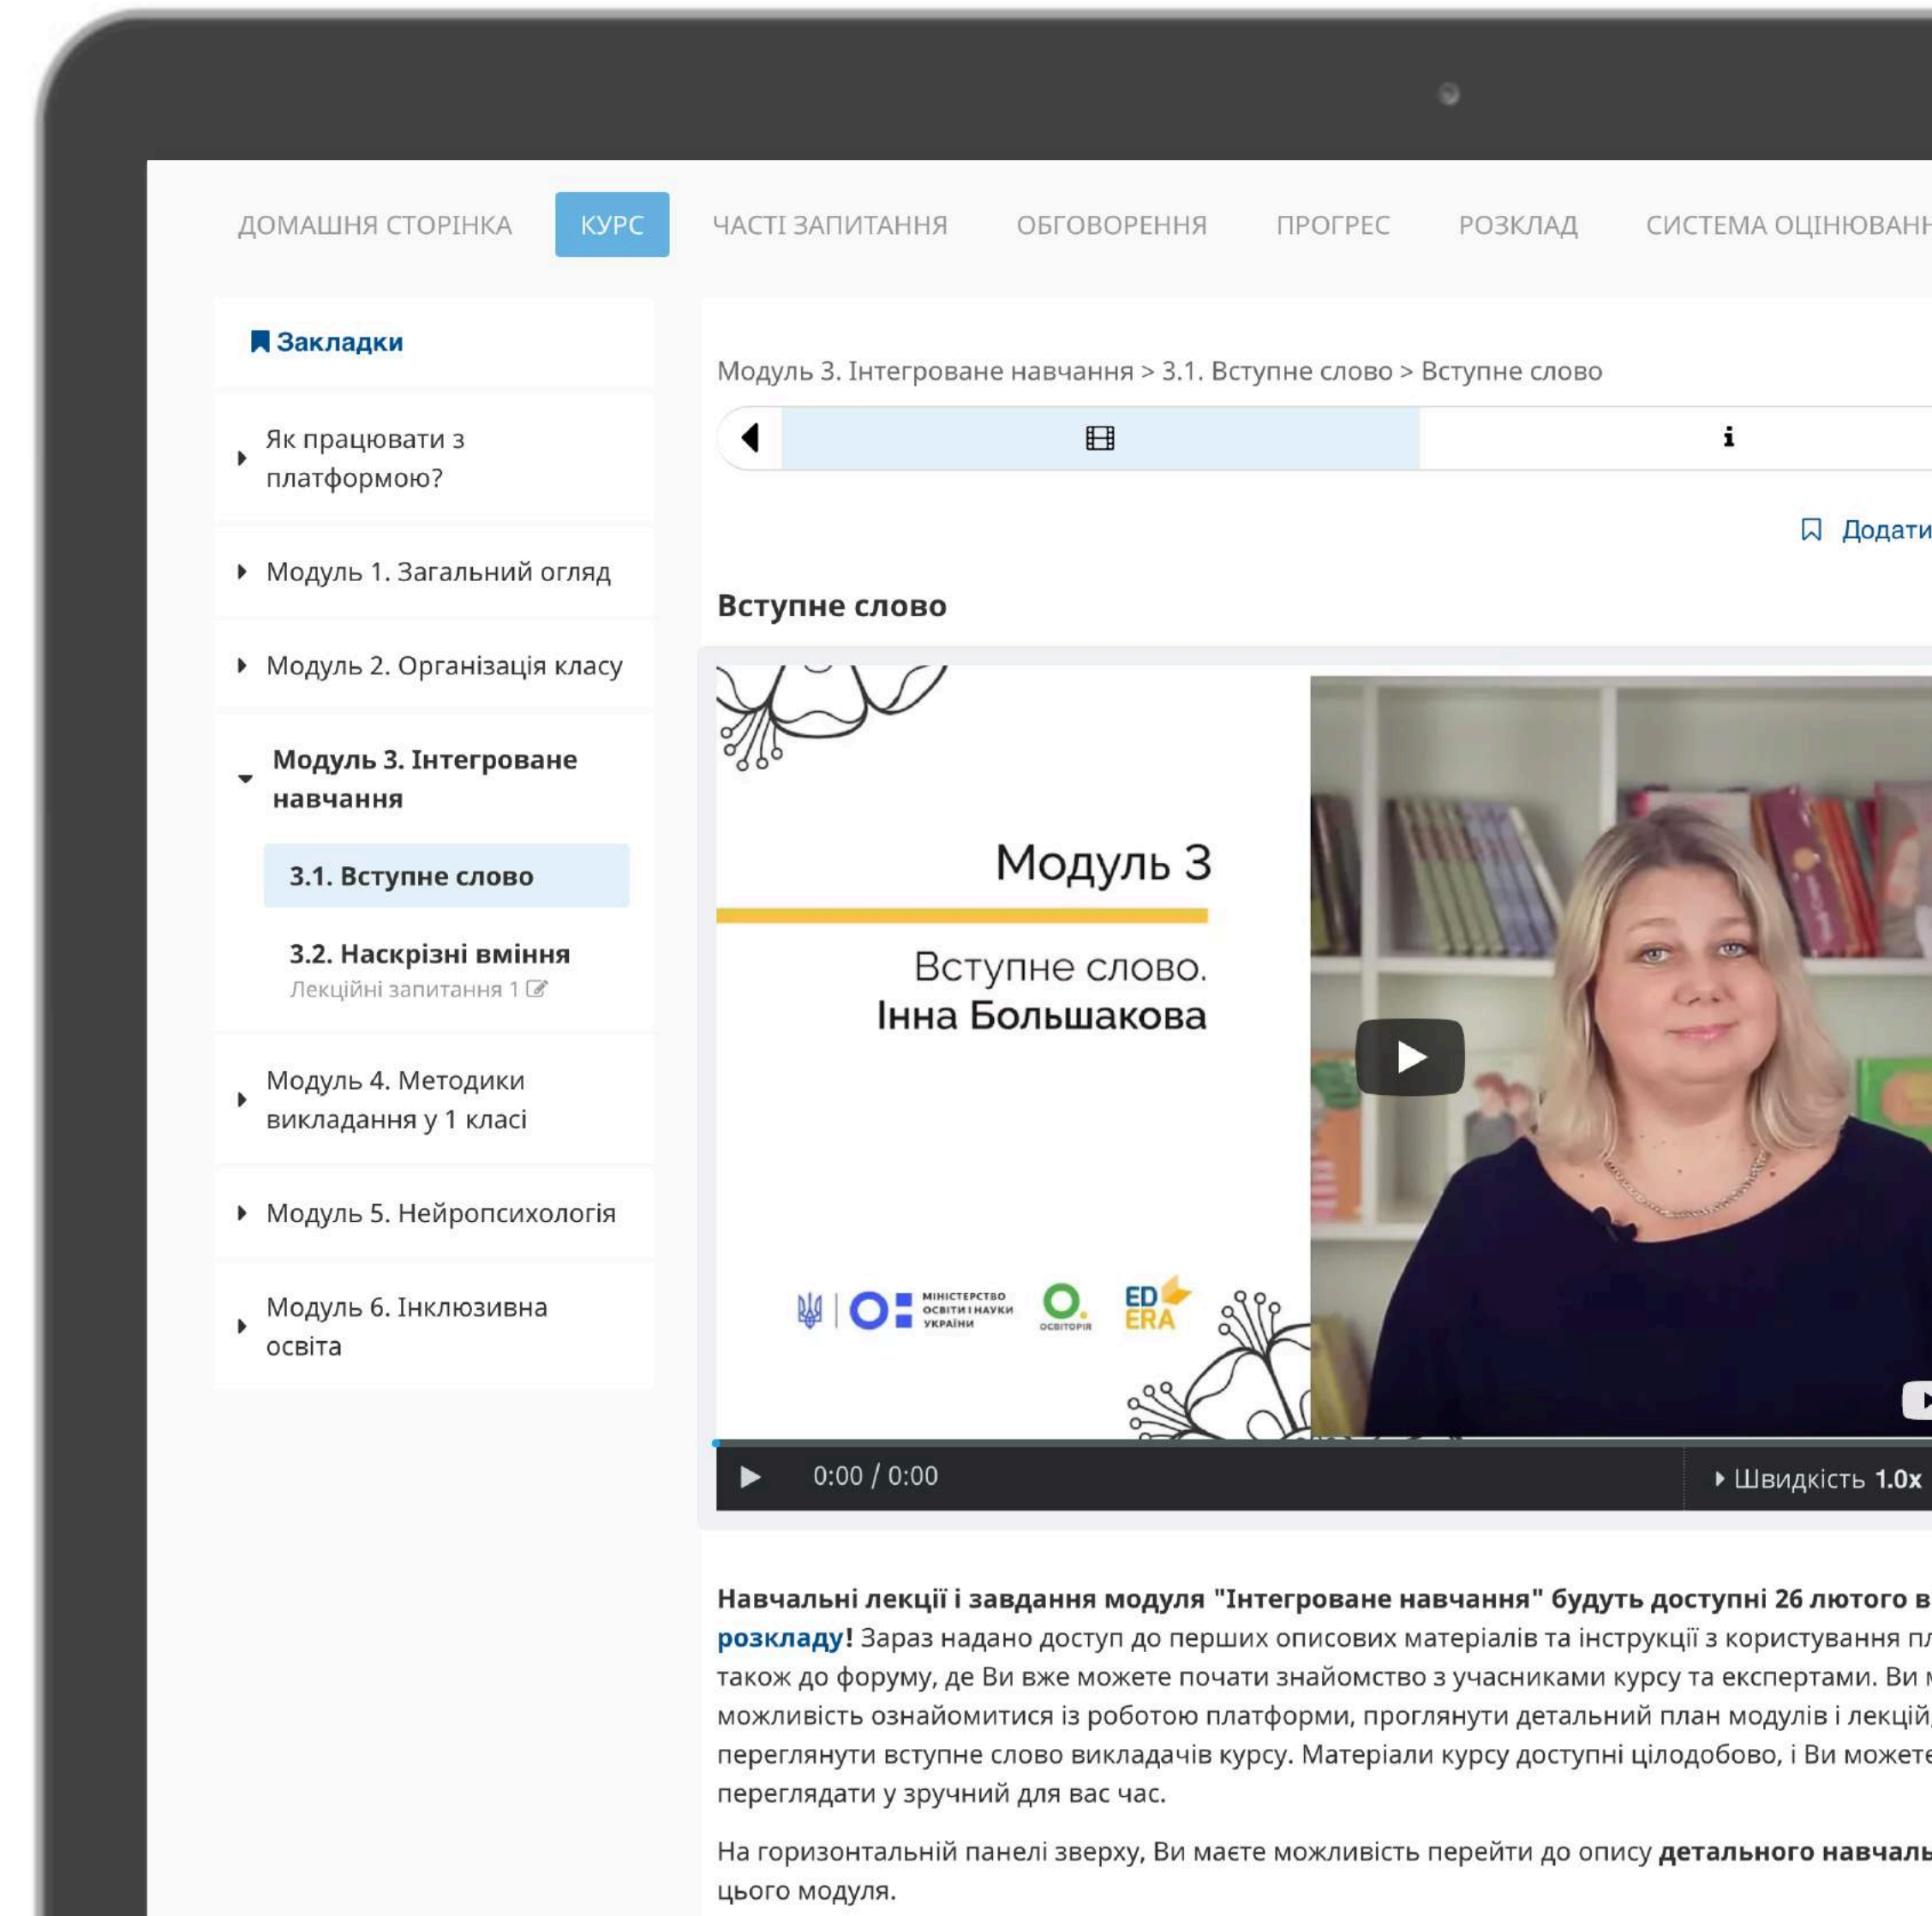 ДОМАШНЯ СТОРІНКА КУРС ЧАСТІ ЗАПИТАННЯ ОБГОВОРЕННЯ ПРОГРЕС РОЗКЛАД СИСТЕМА ОЦІНЮВАНН
Закладки
Як працювати з
платформою?
Модуль 1. Загальний огляд
Модуль 2. Організація класу
Модуль 3. Інтегроване
навчання
3.1. Вступне слово
3.2. Наскрізні вміння
Лекційні запитання 1
Модуль 4. Методики
викладання у 1 класі
Модуль 5. Нейропсихологія
Модуль 6. Інклюзивна
освіта
Модуль 3. Інтегроване навчання > 3.1. Вступне слово > Вступне слово
Додати
Вступне слово
Модуль 3
Вступне слово.
Інна Большакова
МІНІСТЕРСТВО
ОСВІТИ І НАУКИ
УКРАЇНИ
ОСВІТОРІЯ
ED
ERA
0:00 / 0:00
Швидкість 1.0x
Навчальні лекції і завдання модуля "Інтегроване навчання" будуть доступні 26 лютого в
розкладу! Зараз надано доступ до перших описових матеріалів та інструкції з користування пл
також до форуму, де Ви вже можете почати знайомство з учасниками курсу та експертами. Ви м
можливість ознайомитися із роботою платформи, проглянути детальний план модулів і лекцій,
переглянути вступне слово викладачів курсу. Матеріали курсу доступні цілодобово, і Ви можете
переглядати у зручний для вас час.
На горизонтальній панелі зверху, Ви маєте можливість перейти до опису детального навчаль
цього модуля.